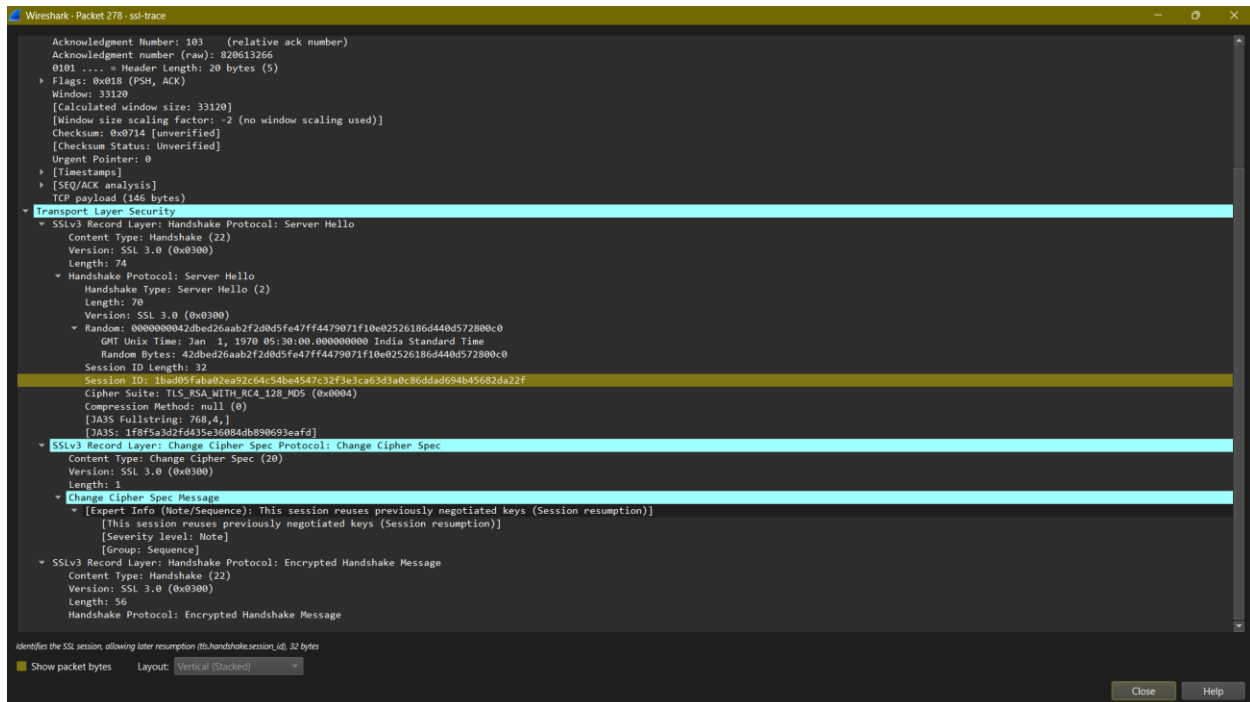 Wireshark · Packet 278 · ssl-trace
Acknowledgment Number: 103    (relative ack number)
Acknowledgment number (raw): 820613266
0101 .... = Header Length: 20 bytes (5)
Flags: 0x018 (PSH, ACK)
Window: 33120
[Calculated window size: 33120]
[Window size scaling factor: -2 (no window scaling used)]
Checksum: 0x0714 [unverified]
[Checksum Status: Unverified]
Urgent Pointer: 0
[Timestamps]
[SEQ/ACK analysis]
TCP payload (146 bytes)
Transport Layer Security
SSLv3 Record Layer: Handshake Protocol: Server Hello
Content Type: Handshake (22)
Version: SSL 3.0 (0x0300)
Length: 74
Handshake Protocol: Server Hello
Handshake Type: Server Hello (2)
Length: 70
Version: SSL 3.0 (0x0300)
Random: 0000000042dbed26aab2f2d0d5fe47ff4479071f10e02526186d440d572800c0
GMT Unix Time: Jan  1, 1970 05:30:00.000000000 India Standard Time
Random Bytes: 42dbed26aab2f2d0d5fe47ff4479071f10e02526186d440d572800c0
Session ID Length: 32
Session ID: 1bad05faba02ea92c64c54be4547c32f3e3ca63d3a0c86ddad694b45682da22f
Cipher Suite: TLS_RSA_WITH_RC4_128_MD5 (0x0004)
Compression Method: null (0)
[JA3S Fullstring: 768,4,]
[JA3S: 1f8f5a3d2fd435e36084db890693eafd]
SSLv3 Record Layer: Change Cipher Spec Protocol: Change Cipher Spec
Content Type: Change Cipher Spec (20)
Version: SSL 3.0 (0x0300)
Length: 1
Change Cipher Spec Message
[Expert Info (Note/Sequence): This session reuses previously negotiated keys (Session resumption)]
[This session reuses previously negotiated keys (Session resumption)]
[Severity level: Note]
[Group: Sequence]
SSLv3 Record Layer: Handshake Protocol: Encrypted Handshake Message
Content Type: Handshake (22)
Version: SSL 3.0 (0x0300)
Length: 56
Handshake Protocol: Encrypted Handshake Message
Identifies the SSL session, allowing later resumption (tls.handshake.session_id), 32 bytes
Show packet bytes Layout: Vertical (Stacked)
Close Help